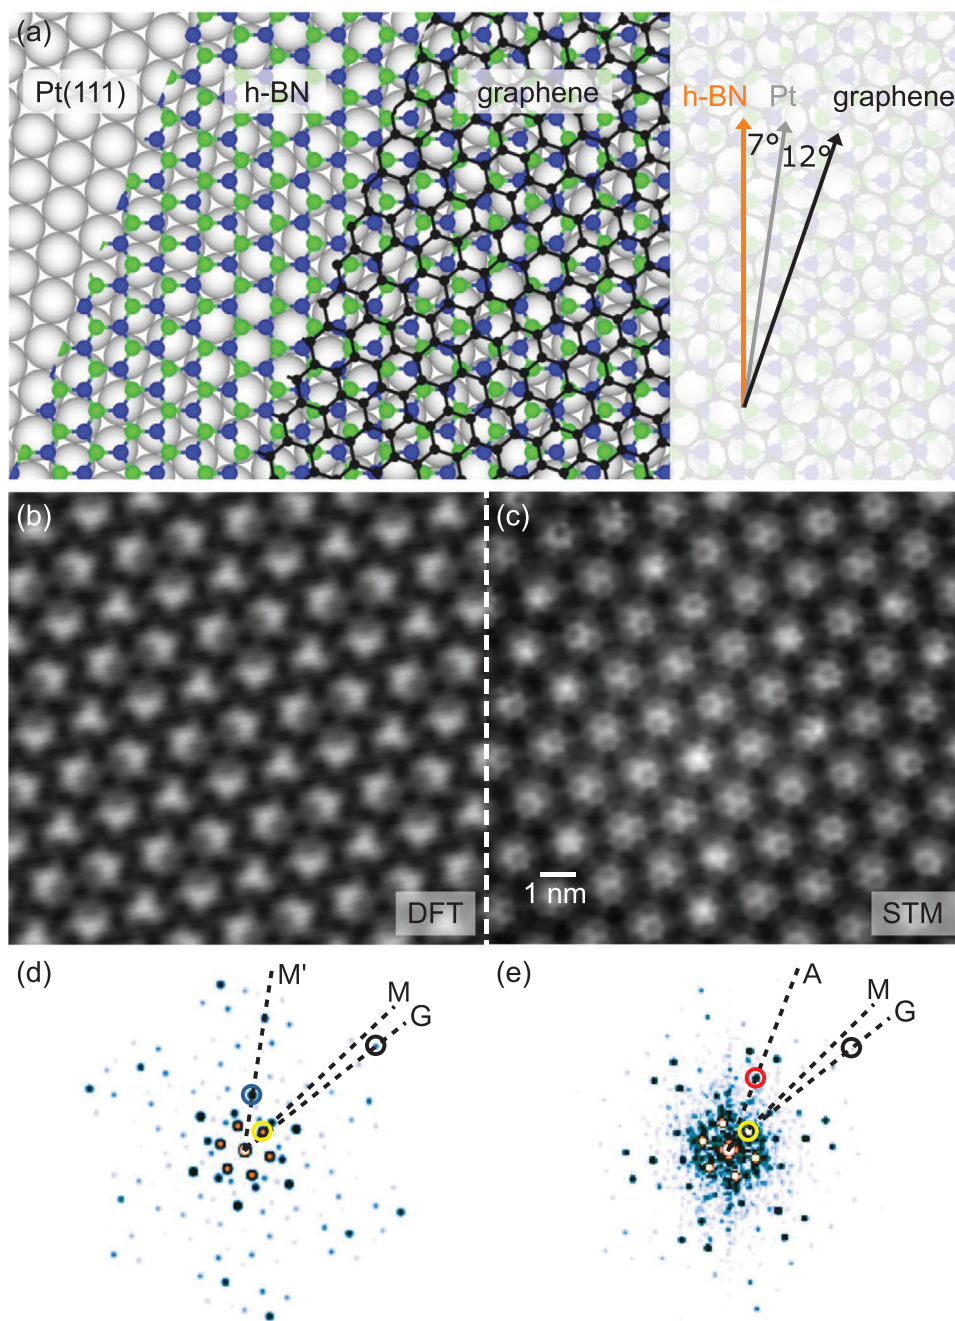 (a)
Pt(111) h-BN graphene
h-BN Pt graphene
7° 12°
(b) (c)
1 nm
DFT STM
(d) M' M G
(e) A M G